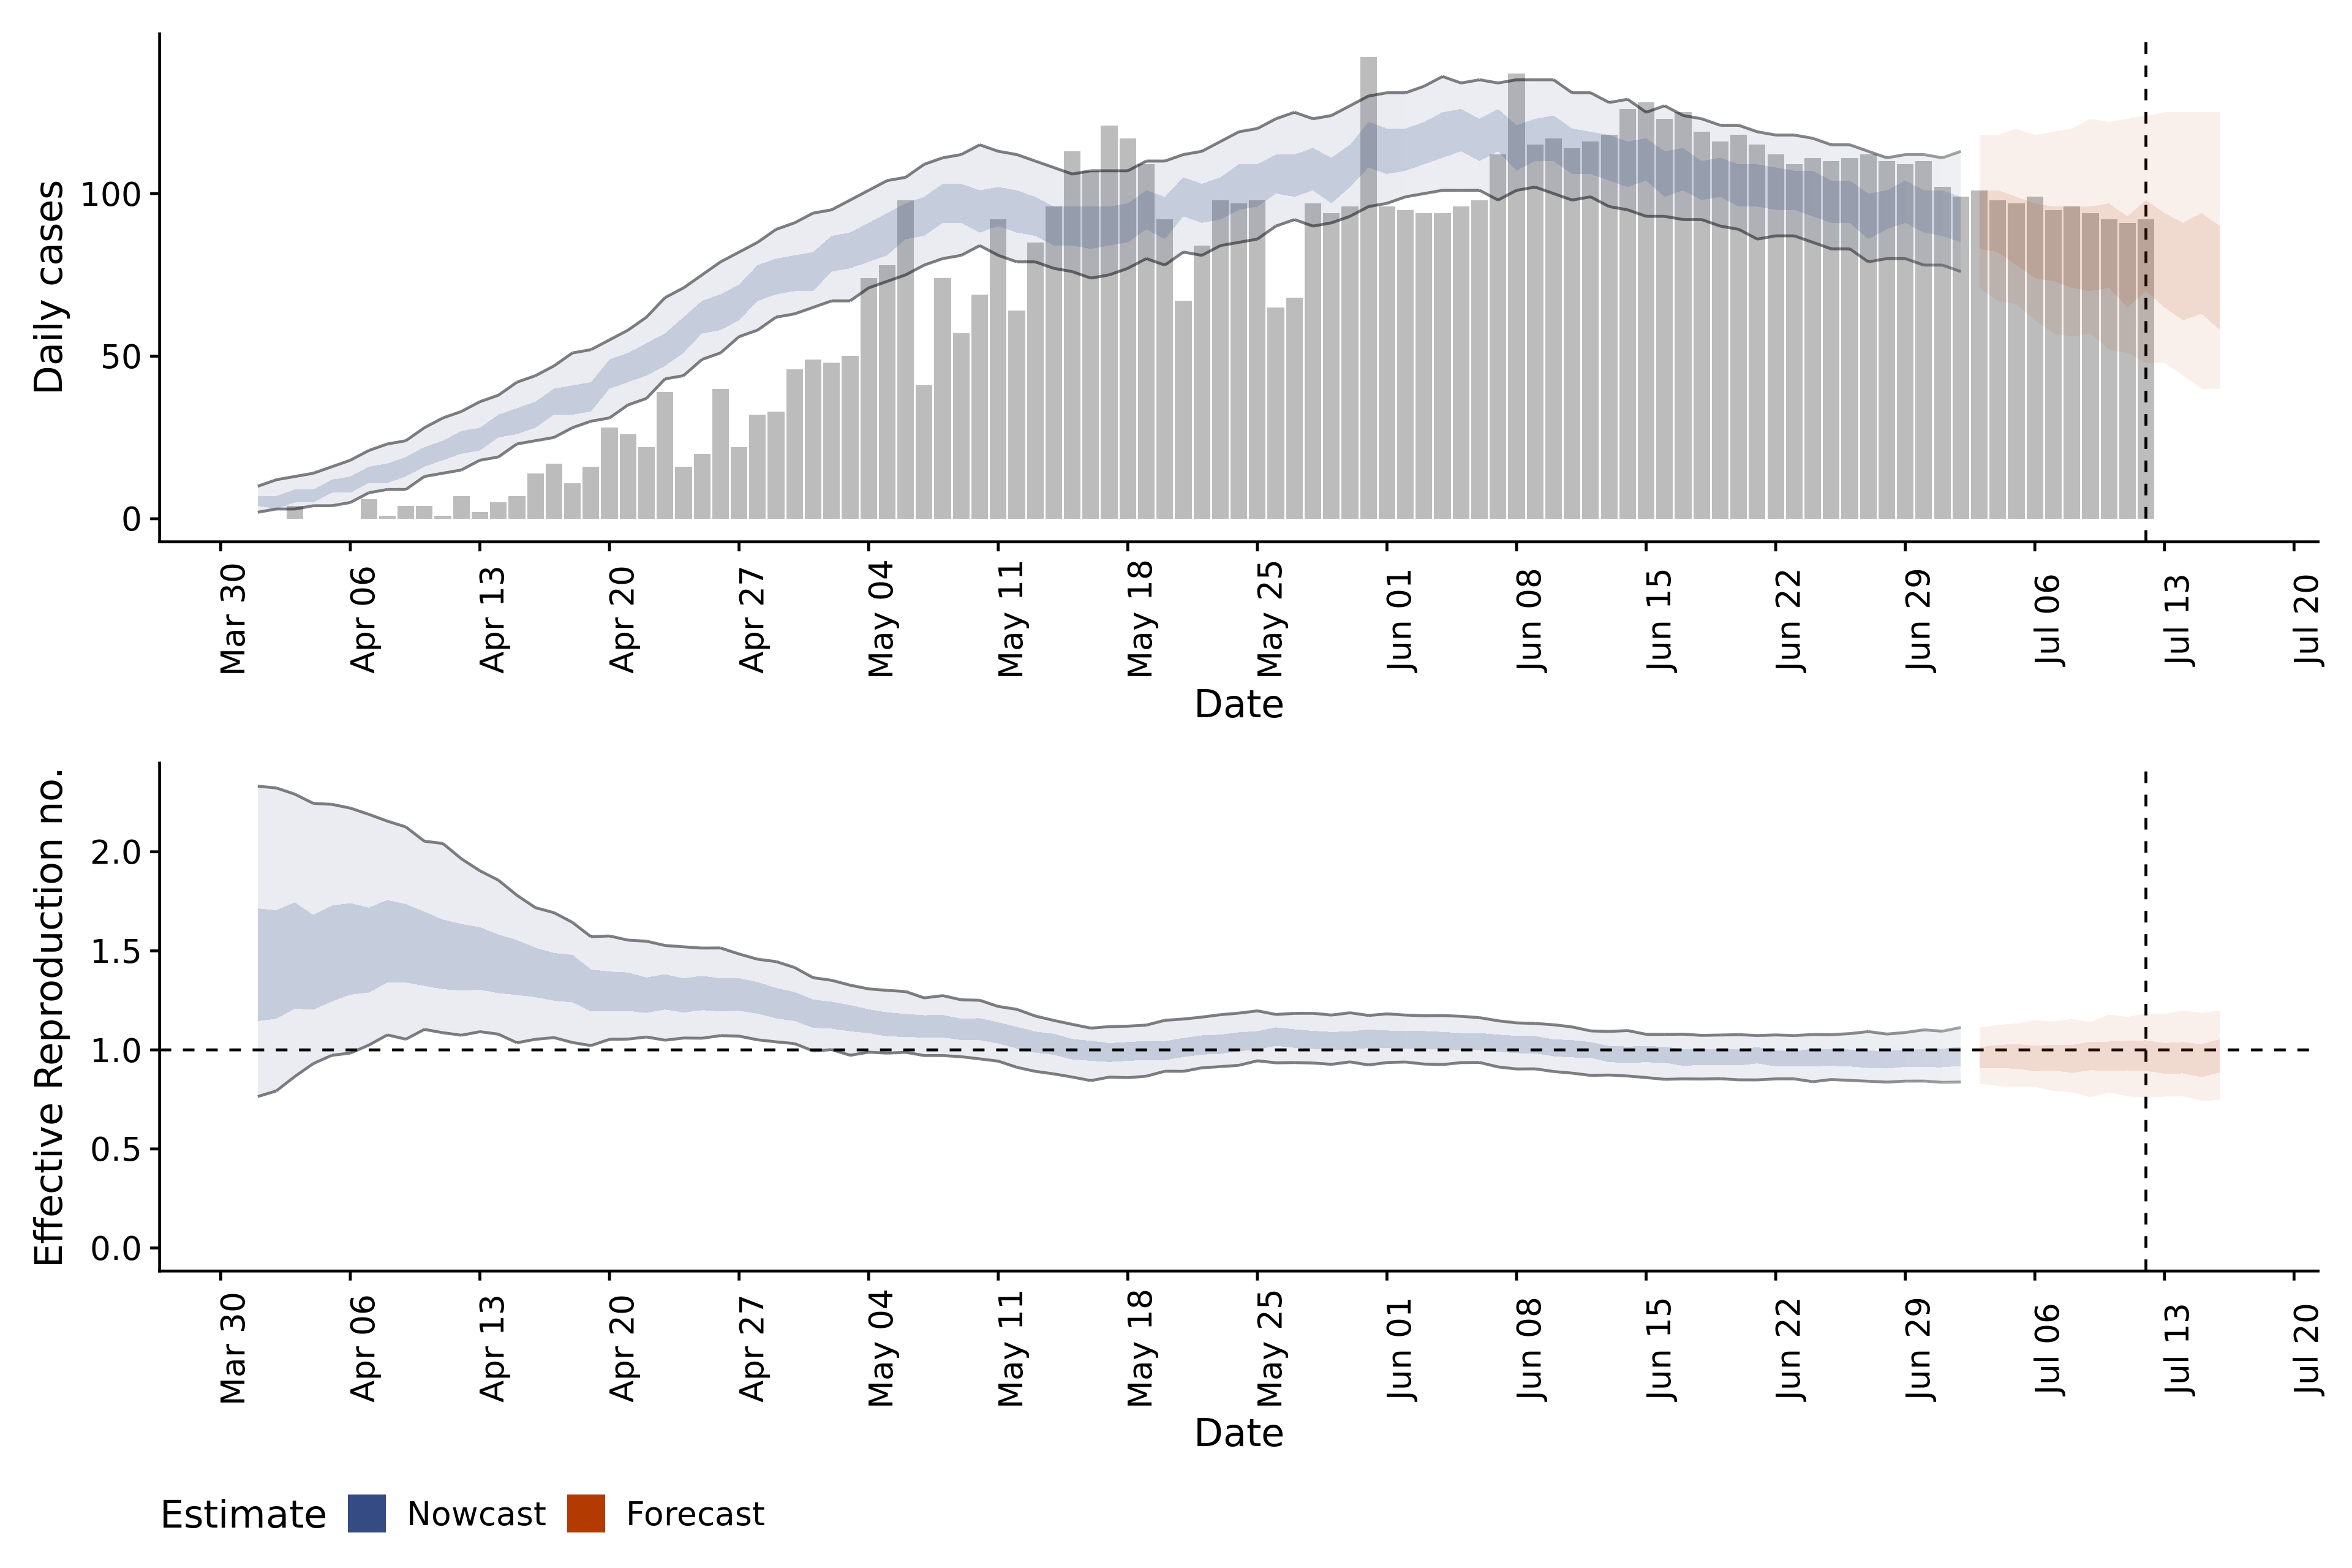 Daily cases
100
50
0
Mar 30
Apr 06
Apr 13
Apr 20
Apr 27
May 04
May 11
May 18
May 25
Jun 01
Jun 08
Jun 15
Jun 22
Jun 29
Jul 06
Jul 13
Jul 20
Date
Effective Reproduction no.
2.0
1.5
1.0
0.5
0.0
Mar 30
Apr 06
Apr 13
Apr 20
Apr 27
May 04
May 11
May 18
May 25
Jun 01
Jun 08
Jun 15
Jun 22
Jun 29
Jul 06
Jul 13
Jul 20
Date
Estimate Nowcast Forecast